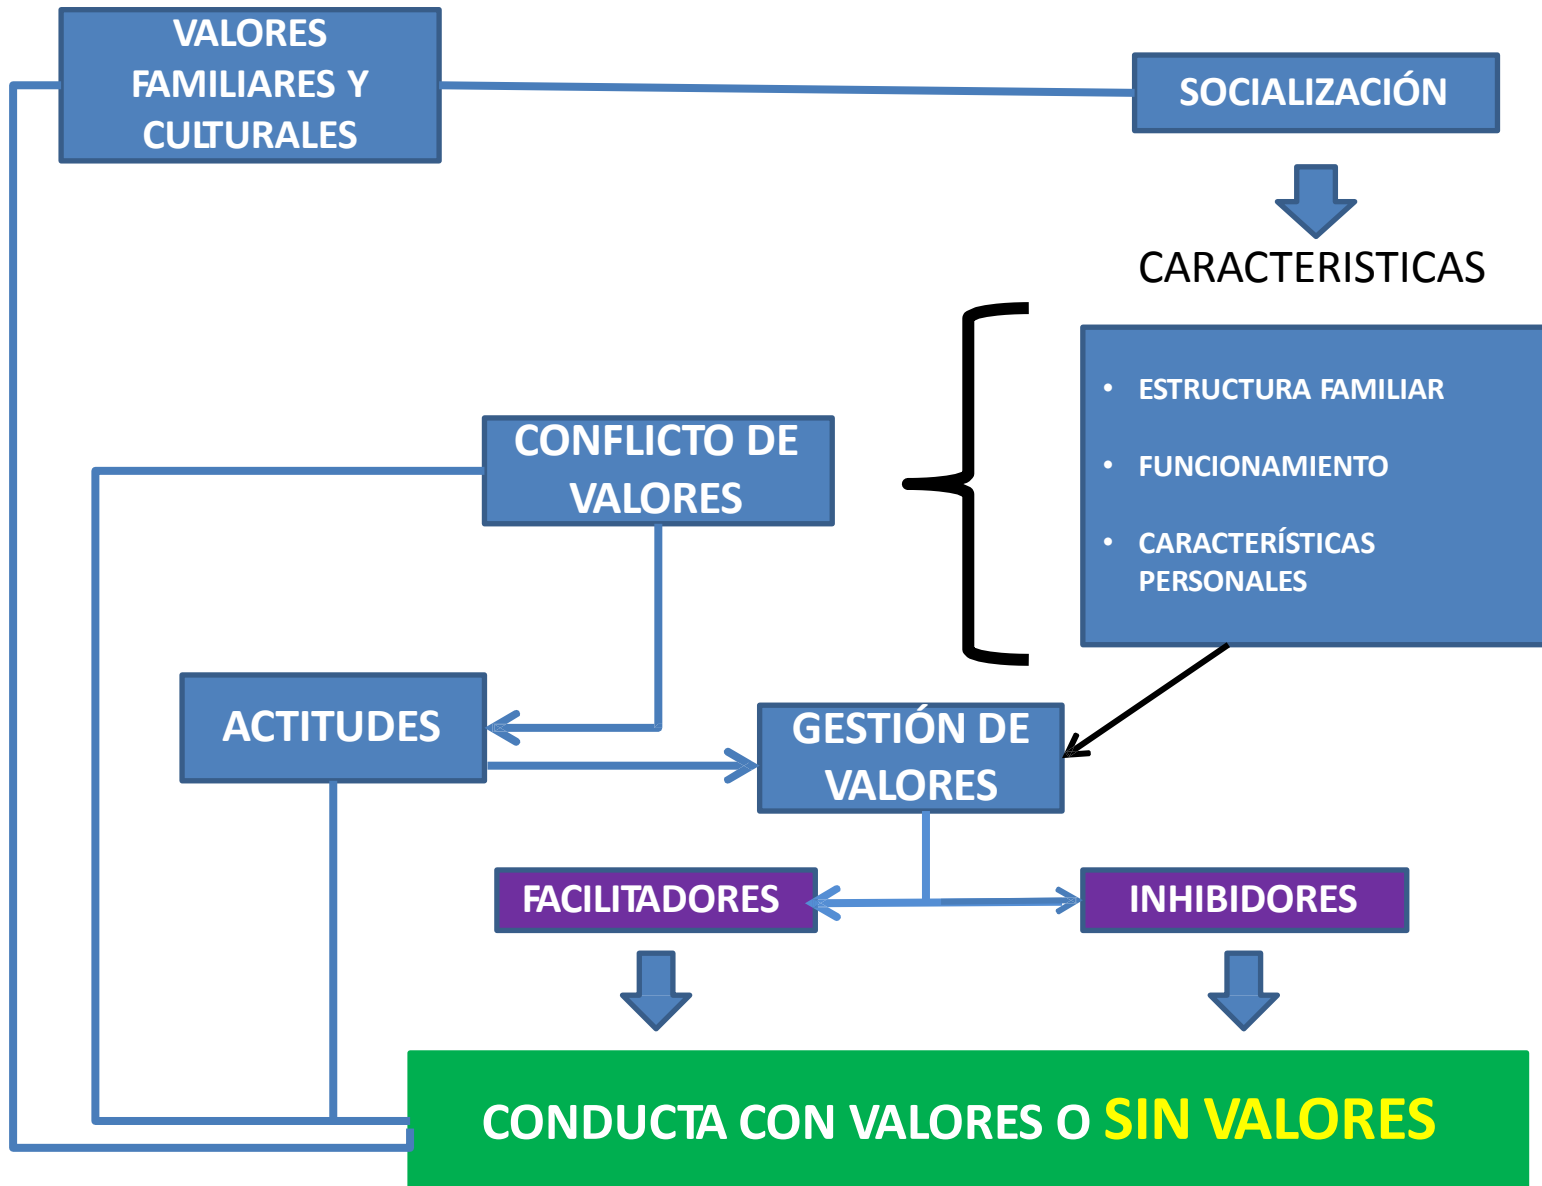 VALORES
FAMILIARES Y
CULTURALES
SOCIALIZACIÓN
CARACTERISTICAS
• ESTRUCTURA FAMILIAR
• FUNCIONAMIENTO
• CARACTERÍSTICAS
PERSONALES
CONFLICTO DE
VALORES
ACTITUDES
GESTIÓN DE
VALORES
FACILITADORES
INHIBIDORES
CONDUCTA CON VALORES O SIN VALORES